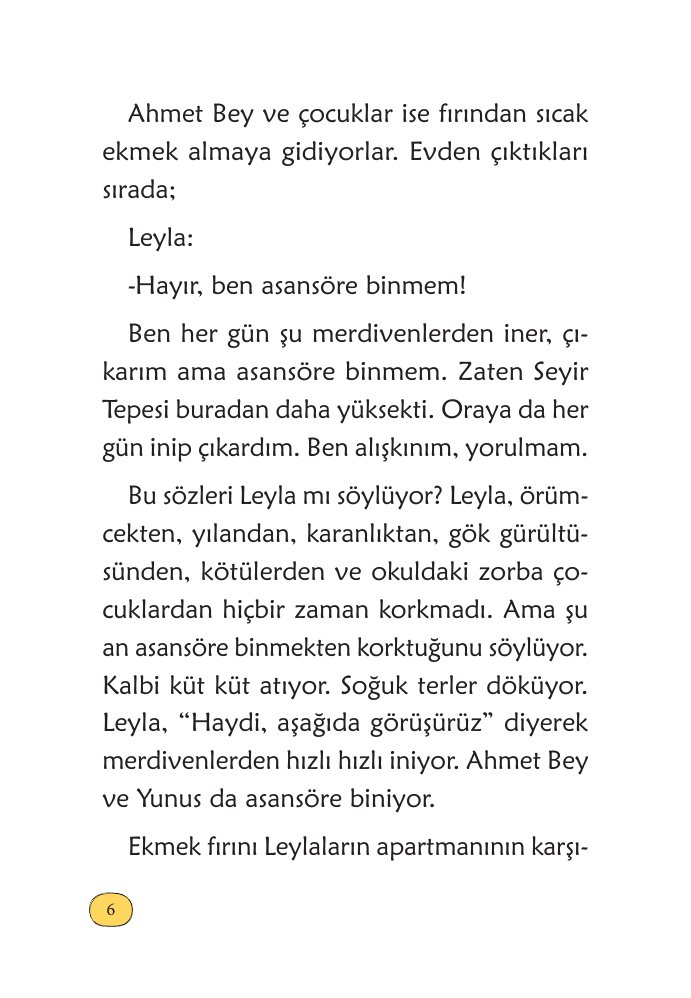 Ahmet Bey ve çocuklar ise fırından sıcak
ekmek almaya gidiyorlar. Evden çıktıkları
sırada;
Leyla:
-Hayır, ben asansöre binmem!
Ben her gün şu merdivenlerden iner, çı-
karım ama asansöre binmem. Zaten Seyir
Tepesi buradan daha yüksekti. Oraya da her
gün inip çıkardım. Ben alışkınım, yorulmam.
Bu sözleri Leyla mı söylüyor? Leyla, örüm-
cekten, yılandan, karanlıktan, gök gürültü-
sünden, kötülerden ve okuldaki zorba ço-
cuklardan hiçbir zaman korkmadı. Ama şu
an asansöre binmekten korktuğunu söylüyor.
Kalbi küt küt atıyor. Soğuk terler döküyor.
Leyla, “Haydi, aşağıda görüşürüz” diyerek
merdivenlerden hızlı hızlı iniyor. Ahmet Bey
ve Yunus da asansöre biniyor.
Ekmek fırını Leylaların apartmanının karşı-
6